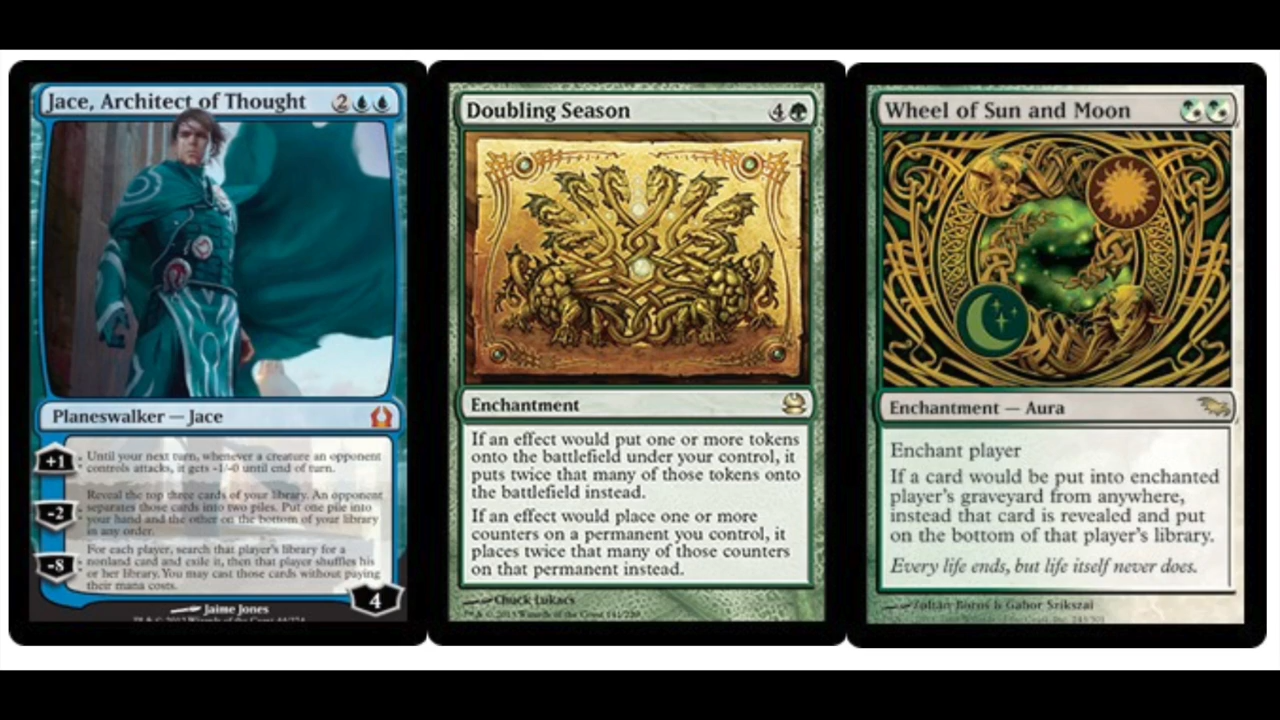 Jace, Architect of Thought
2
Planeswalker — Jace
+1 : Until your next turn, whenever a creature an opponent
controls attacks, it gets -1/-0 until end of turn.
-2 : Reveal the top three cards of your library. An opponent
separates those cards into two piles. Put one pile into
your hand and the other on the bottom of your library
in any order.
-8 : For each player, search that player's library for a
nonland card and exile it, then that player shuffles his
or her library. You may cast those cards without paying
their mana costs.
4
Jaime Jones
Doubling Season
4
Enchantment
If an effect would put one or more tokens
onto the battlefield under your control, it
puts twice that many of those tokens onto
the battlefield instead.
If an effect would place one or more
counters on a permanent you control, it
places twice that many of those counters
on that permanent instead.
Chuck Lukacs
Wheel of Sun and Moon
Enchantment — Aura
Enchant player
If a card would be put into enchanted
player's graveyard from anywhere,
instead that card is revealed and put
on the bottom of that player's library.
Every life ends, but life itself never does.
Zoltan Boros & Gabor Szikszai